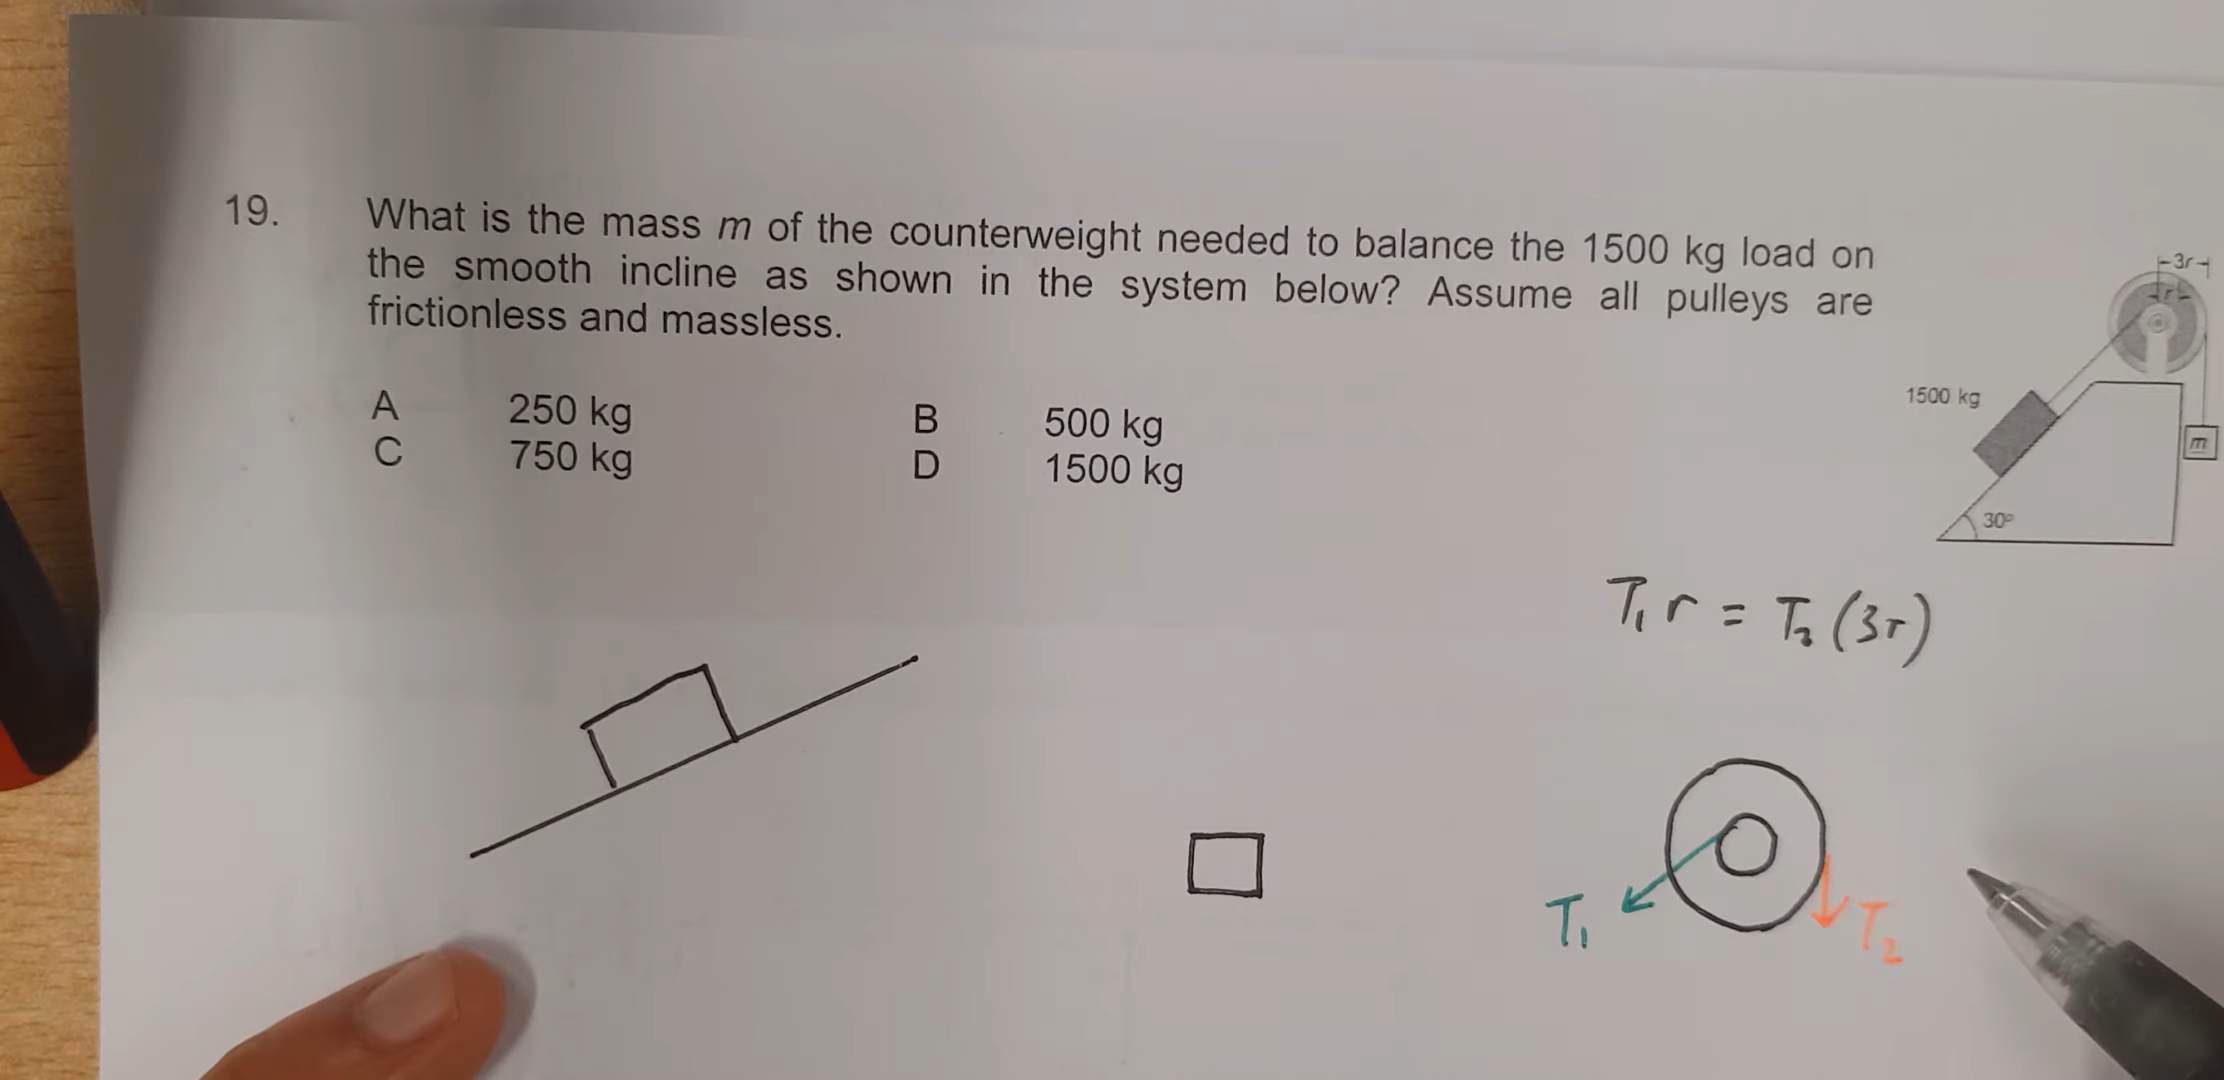 19. What is the mass m of the counterweight needed to balance the 1500 kg load on
the smooth incline as shown in the system below? Assume all pulleys are
frictionless and massless.
A 250 kg B 500 kg
C 750 kg D 1500 kg
3r
r
1500 kg
m
30°
T₁ r = T₂ (3r)
T₁
T₂